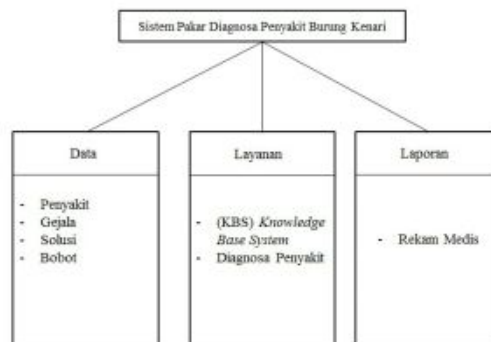 Sistem Pakar Diagnosa Penyakit Burung Kenari
Data
- Penyakit
- Gejala
- Solusi
- Bobot
Layanan
- (KBS) Knowledge
Base System
- Diagnosa Penyakit
Laporan
- Rekam Medis